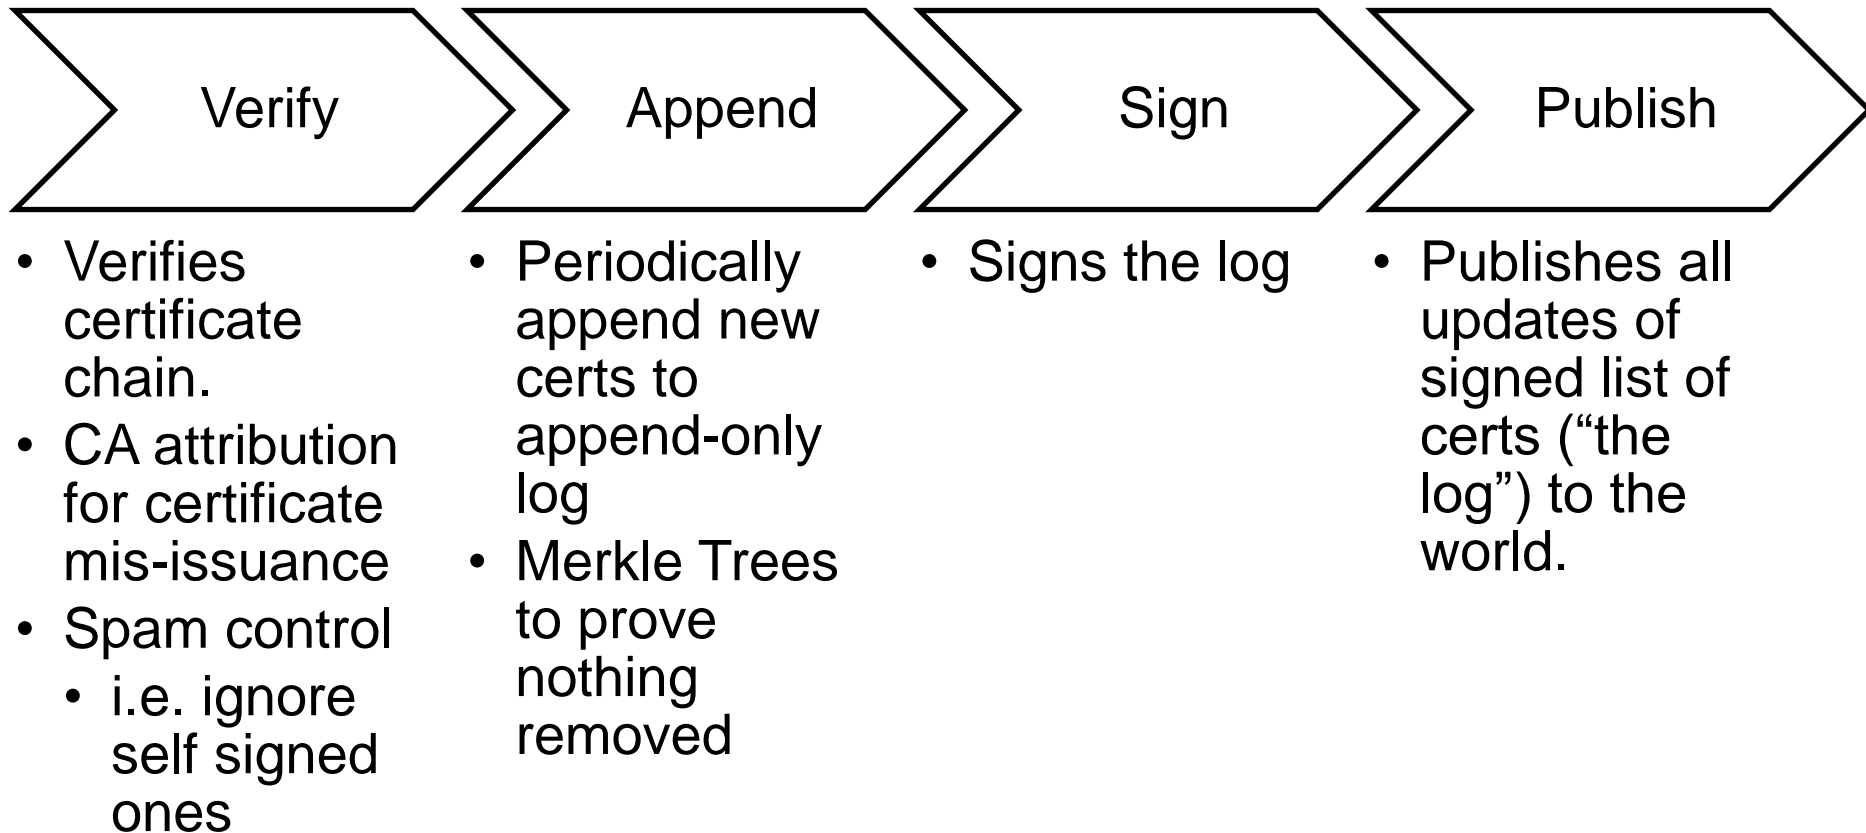 Verify
Append
Sign
Publish
• Verifies
certificate
chain.
• CA attribution
for certificate
mis-issuance
• Spam control
• i.e. ignore
self signed
ones
• Periodically
append new
certs to
append-only
log
• Merkle Trees
to prove
nothing
removed
• Signs the log
• Publishes all
updates of
signed list of
certs (“the
log”) to the
world.